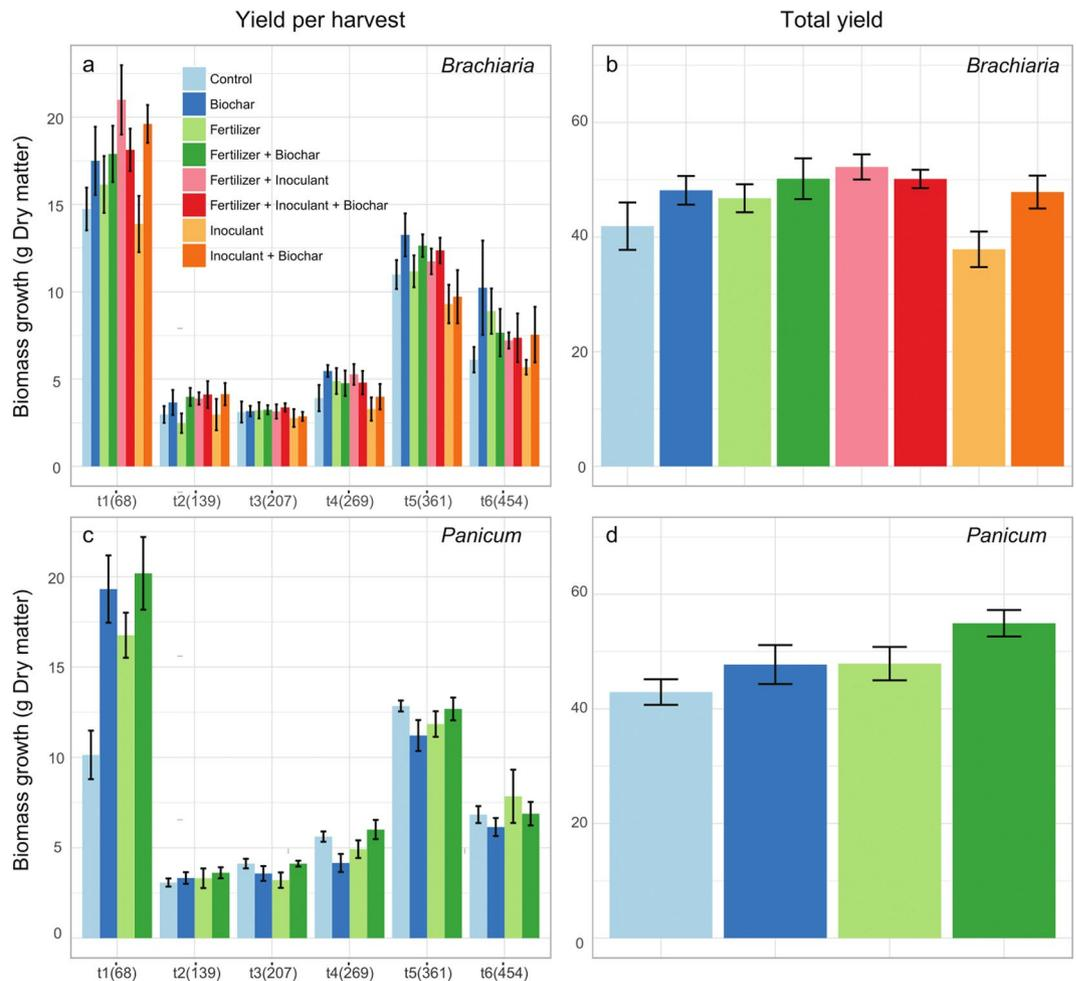 Yield per harvest
Total yield
a
Brachiaria
Control
Biochar
Fertilizer
Fertilizer + Biochar
Fertilizer + Inoculant
Fertilizer + Inoculant + Biochar
Inoculant
Inoculant + Biochar
Biomass growth (g Dry matter)
20
15
10
5
0
t1(68) t2(139) t3(207) t4(269) t5(361) t6(454)
b
Brachiaria
60
40
20
0
c
Panicum
Biomass growth (g Dry matter)
20
15
10
5
0
t1(68) t2(139) t3(207) t4(269) t5(361) t6(454)
d
Panicum
60
40
20
0